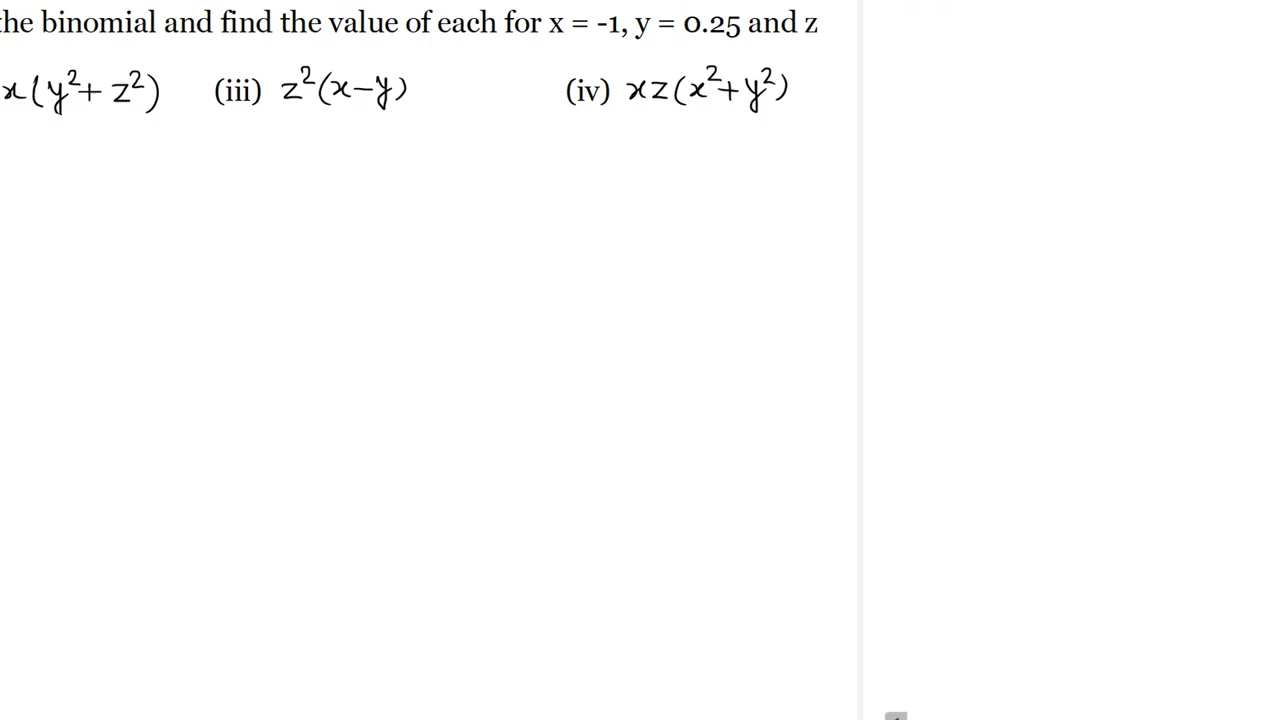 the binomial and find the value of each for x = -1, y = 0.25 and z
x(y²+ z²) (iii) z²(x-y) (iv) xz(x²+y²)